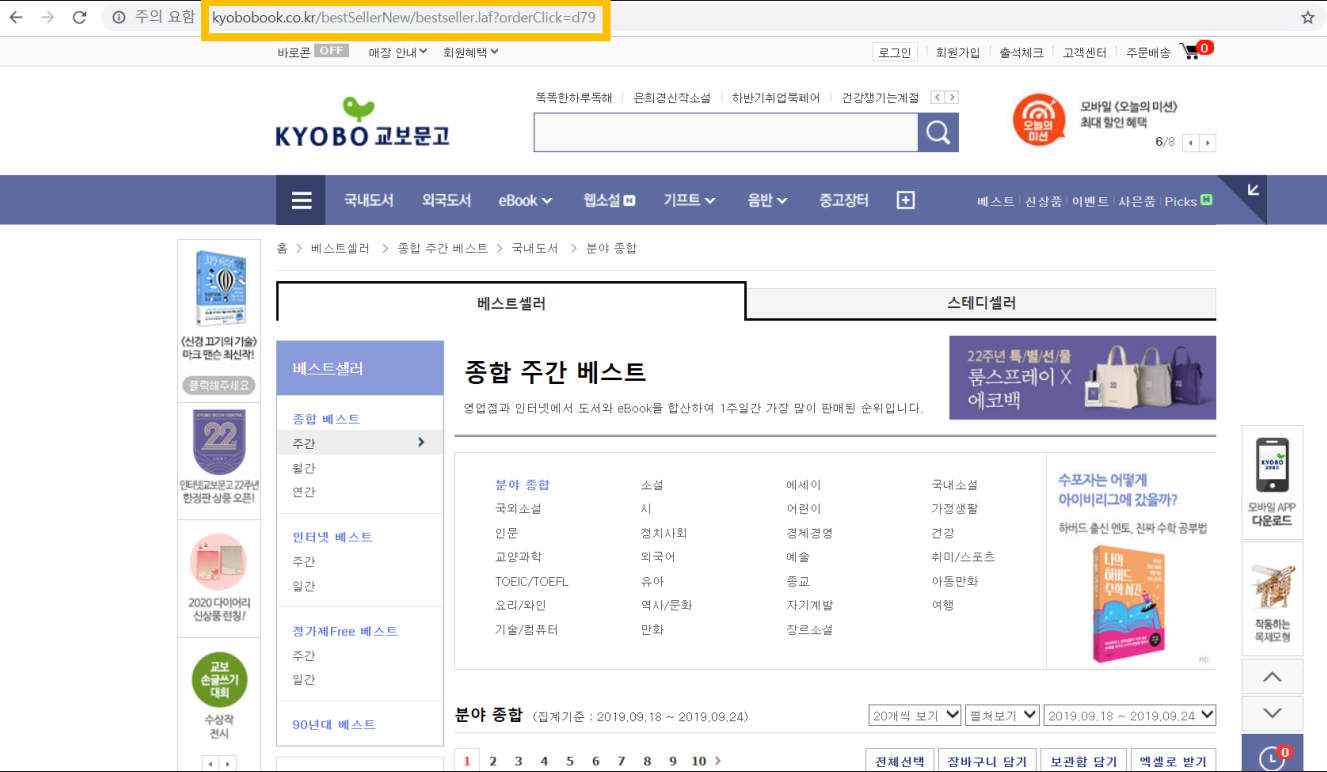 주의 요함
kyobobook.co.kr/bestSellerNew/bestseller.laf?orderClick=d79
바로콘 OFF 매장 안내 회원혜택
로그인 회원가입 출석체크 고객센터 주문배송 0
똑똑한하루독해 은희경신작소설 하반기취업북페어 건강챙기는계절
KYOBO 교보문고
오늘의
미션
모바일 <오늘의 미션>
최대 할인 혜택
6/8
국내도서 외국도서 eBook 웹소설 N 기프트 음반 중고장터
베스트 신상품 이벤트 사은품 Picks N
홈 > 베스트셀러 > 종합 주간 베스트 > 국내도서 > 분야 종합
베스트셀러
스테디셀러
<신경 끄기의 기술>
마크 맨슨 최신작!
클릭해주세요
22
인터넷교보문고 22주년
한정판 상품 오픈!
2020 다이어리
신상품 런칭!
교보
손글쓰기
대회
수상작
전시
베스트셀러
종합 베스트
주간
월간
연간
인터넷 베스트
주간
일간
정가제Free 베스트
주간
일간
90년대 베스트
종합 주간 베스트
영업점과 인터넷에서 도서와 eBook을 합산하여 1주일간 가장 많이 판매된 순위입니다.
22주년 특/별/선/물
룸스프레이 X
에코백
분야 종합 소설 에세이 국내소설
국외소설 시 어린이 가정생활
인문 정치사회 경제경영 건강
교양과학 외국어 예술 취미/스포츠
TOEIC/TOEFL 유아 종교 아동만화
요리/와인 역사/문화 자기계발 여행
기술/컴퓨터 만화 장르소설
수포자는 어떻게
아이비리그에 갔을까?
하버드 출신 멘토, 진짜 수학 공부법
나의
하버드
수학 시간
AD
분야 종합 (집계기준 : 2019.09.18 ~ 2019.09.24)
20개씩 보기 펼쳐보기 2019.09.18 ~ 2019.09.24
1 2 3 4 5 6 7 8 9 10 >
전체선택 장바구니 담기 보관함 담기 엑셀로 받기
KYOBO
모바일 APP
다운로드
작동하는
목재모형
0